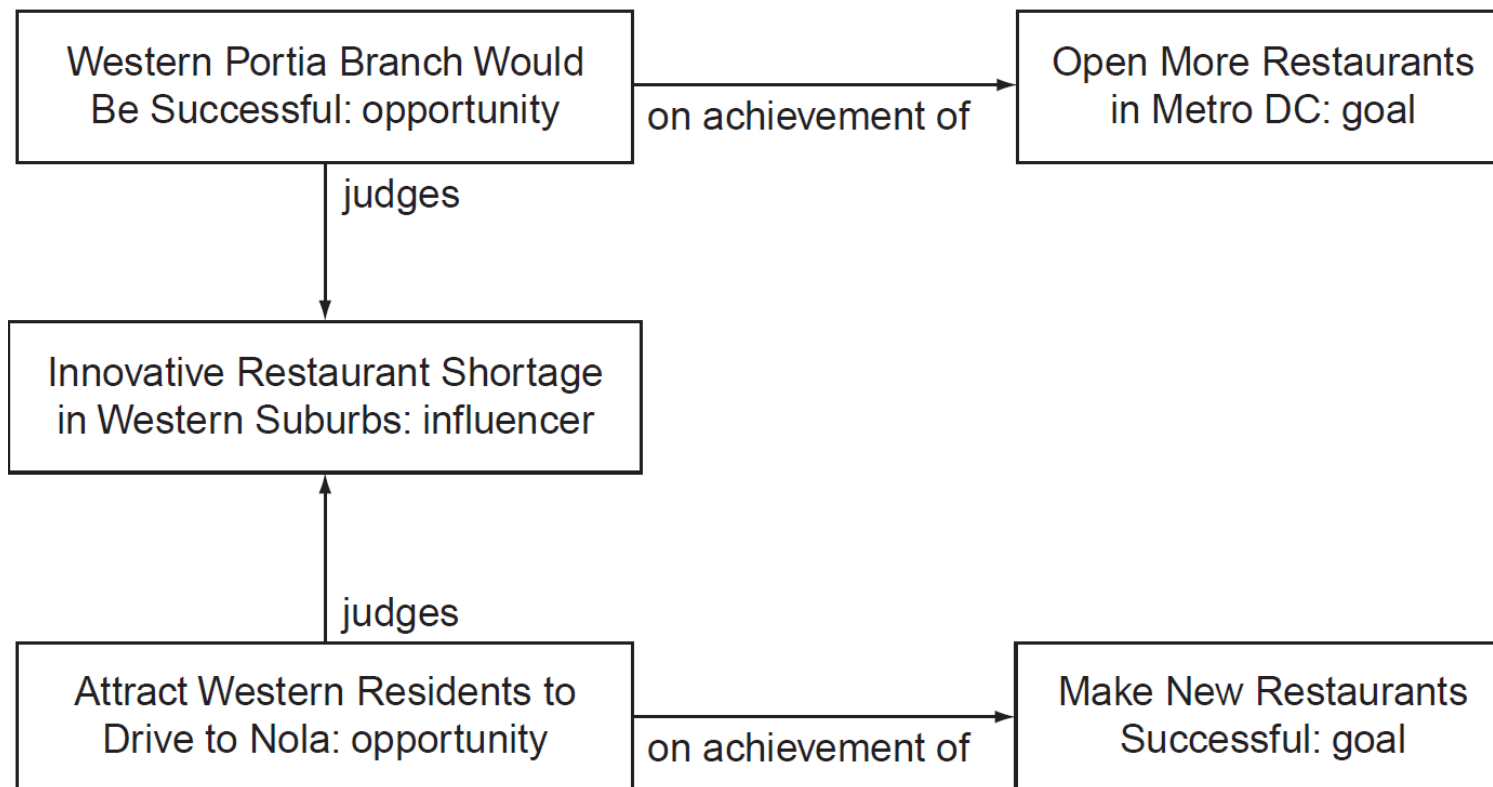 Western Portia Branch Would
Be Successful: opportunity
on achievement of
Open More Restaurants
in Metro DC: goal
judges
Innovative Restaurant Shortage
in Western Suburbs: influencer
judges
Attract Western Residents to
Drive to Nola: opportunity
on achievement of
Make New Restaurants
Successful: goal